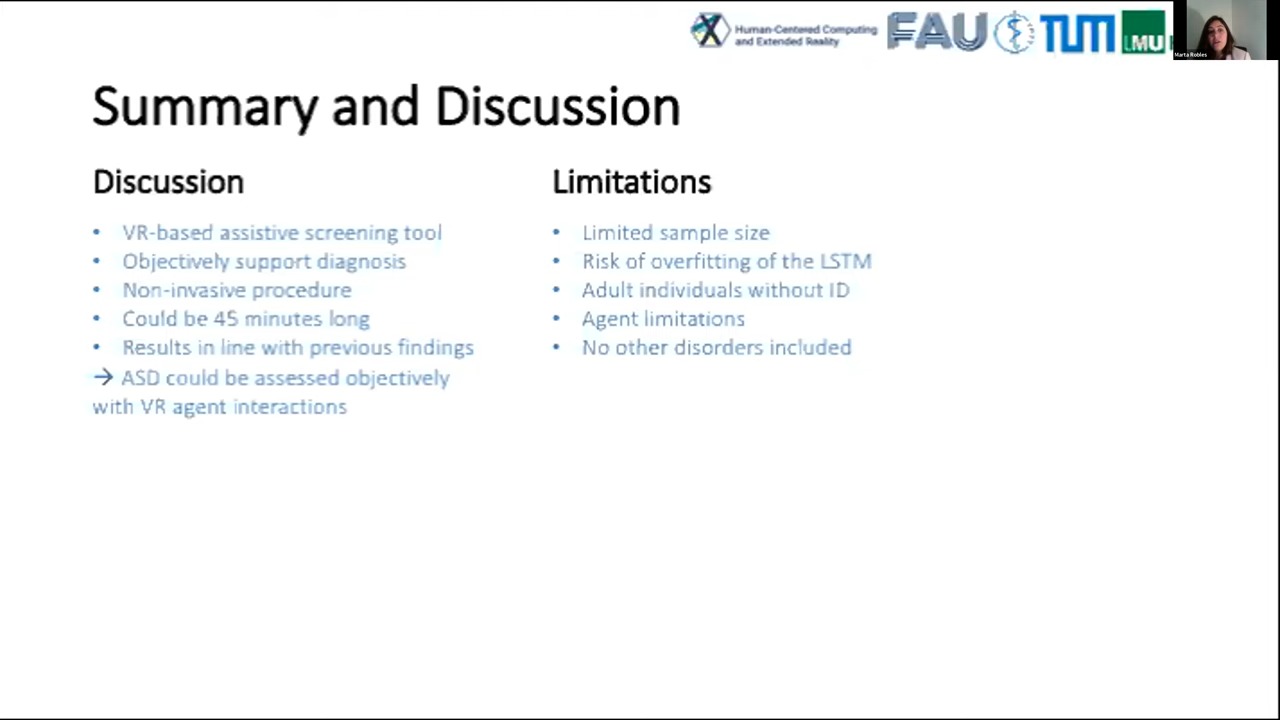 Human-Centered Computing
and Extended Reality
FAU
TUM
LMU
Marta Robles
Summary and Discussion
Discussion
• VR-based assistive screening tool
• Objectively support diagnosis
• Non-invasive procedure
• Could be 45 minutes long
• Results in line with previous findings
→ ASD could be assessed objectively
with VR agent interactions
Limitations
• Limited sample size
• Risk of overfitting of the LSTM
• Adult individuals without ID
• Agent limitations
• No other disorders included